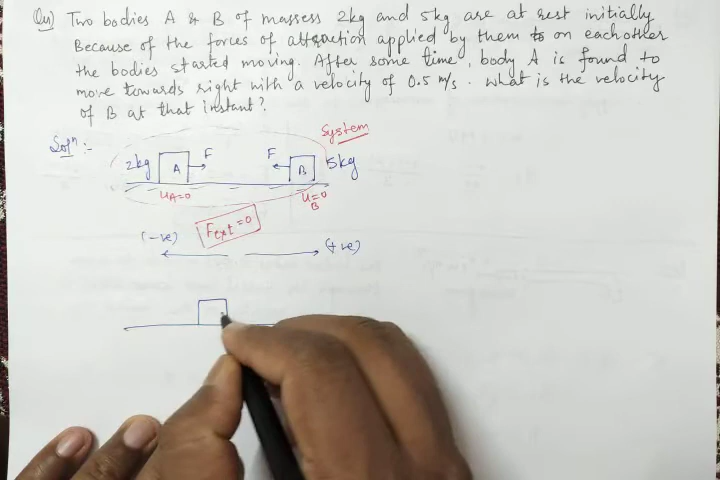 Qu) Two bodies A & B of massess 2kg and 5kg are at rest initially
Because of the forces of attraction applied by them to on eachother
the bodies started moving. After some time, body A is found to
move towards right with a velocity of 0.5 m/s. what is the velocity
of B at that instant?
Solⁿ :-
System
2kg A F F B 5kg
uA=0 uB=0
Fext=0
(-ve) (+ve)